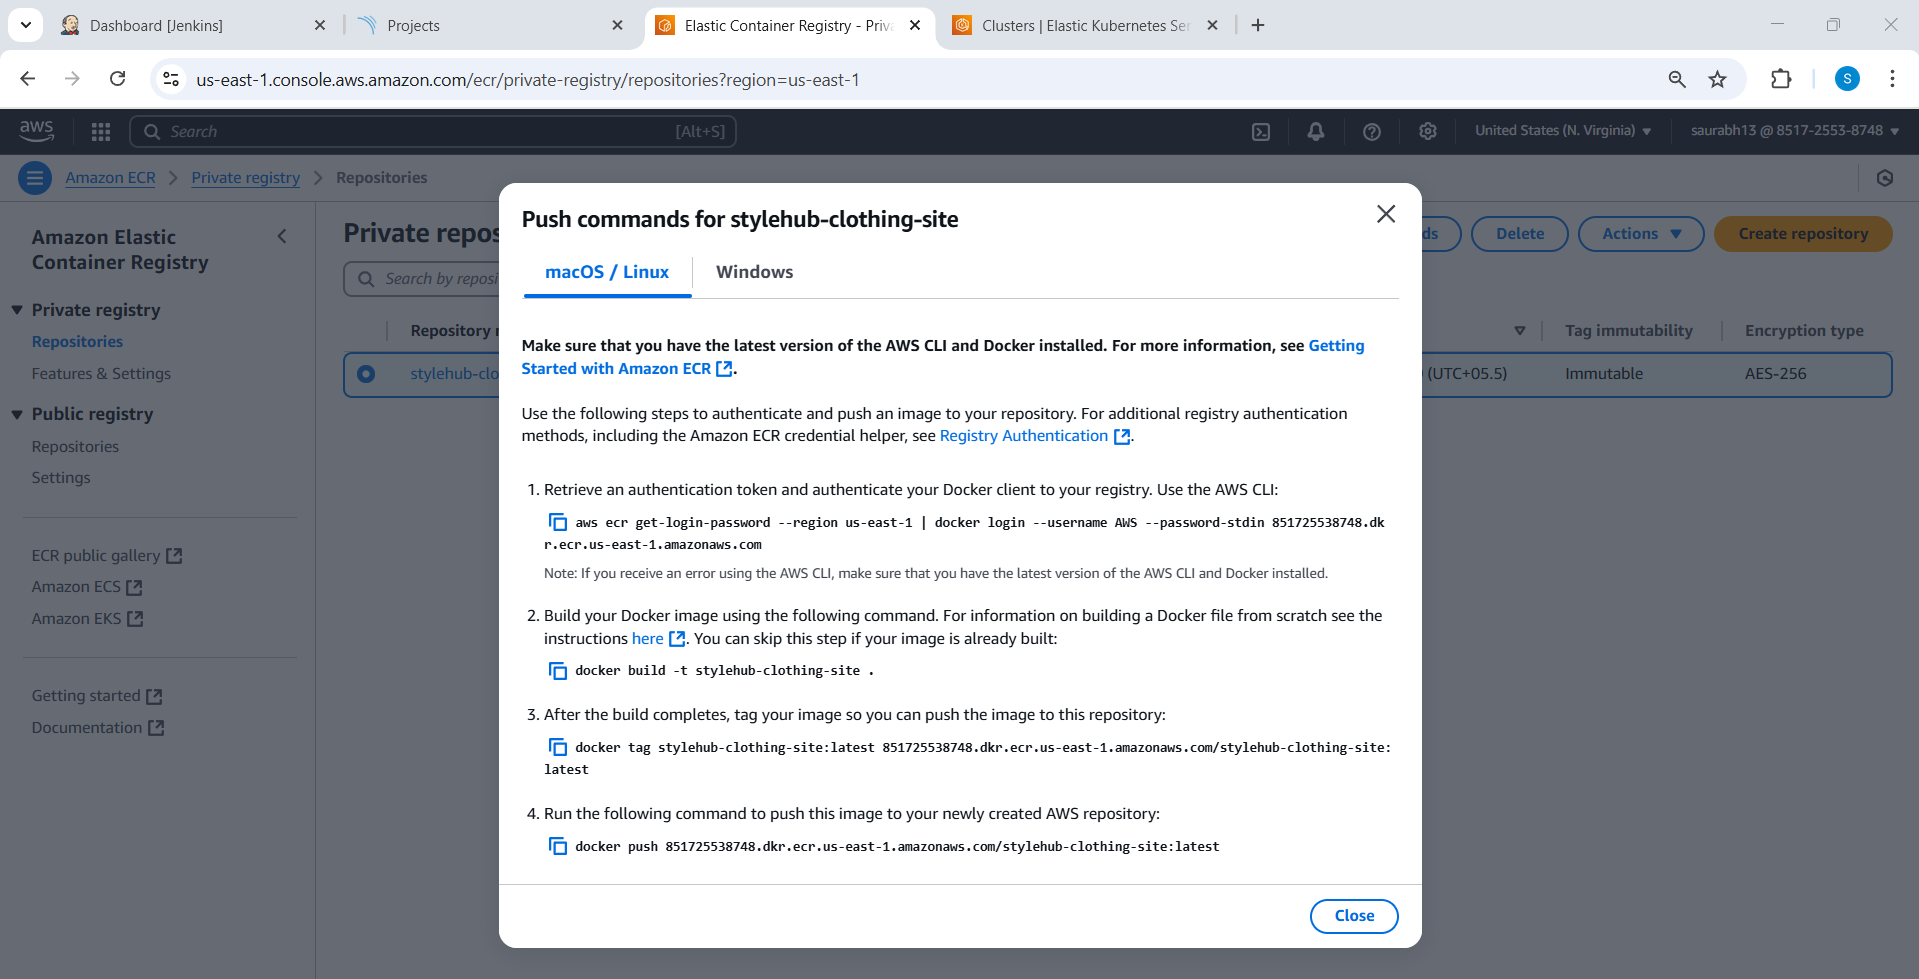 Dashboard [Jenkins]
Projects
Elastic Container Registry - Priva
Clusters | Elastic Kubernetes Ser
us-east-1.console.aws.amazon.com/ecr/private-registry/repositories?region=us-east-1
S
aws
Search
[Alt+S]
United States (N. Virginia)
saurabh13 @ 8517-2553-8748
Amazon ECR
Private registry
Repositories
Amazon Elastic
Container Registry
Private registry
Repositories
Features & Settings
Public registry
Repositories
Settings
ECR public gallery
Amazon ECS
Amazon EKS
Getting started
Documentation
Private repos
ds
Delete
Actions
Create repository
Search by reposi
Repository
Tag immutability
Encryption type
stylehub-clo
(UTC+05.5)
Immutable
AES-256
Push commands for stylehub-clothing-site
macOS / Linux
Windows
Make sure that you have the latest version of the AWS CLI and Docker installed. For more information, see Getting
Started with Amazon ECR.
Use the following steps to authenticate and push an image to your repository. For additional registry authentication
methods, including the Amazon ECR credential helper, see Registry Authentication.
1. Retrieve an authentication token and authenticate your Docker client to your registry. Use the AWS CLI:
aws ecr get-login-password --region us-east-1 | docker login --username AWS --password-stdin 851725538748.dk
r.ecr.us-east-1.amazonaws.com
Note: If you receive an error using the AWS CLI, make sure that you have the latest version of the AWS CLI and Docker installed.
2. Build your Docker image using the following command. For information on building a Docker file from scratch see the
instructions here. You can skip this step if your image is already built:
docker build -t stylehub-clothing-site .
3. After the build completes, tag your image so you can push the image to this repository:
docker tag stylehub-clothing-site:latest 851725538748.dkr.ecr.us-east-1.amazonaws.com/stylehub-clothing-site:
latest
4. Run the following command to push this image to your newly created AWS repository:
docker push 851725538748.dkr.ecr.us-east-1.amazonaws.com/stylehub-clothing-site:latest
Close